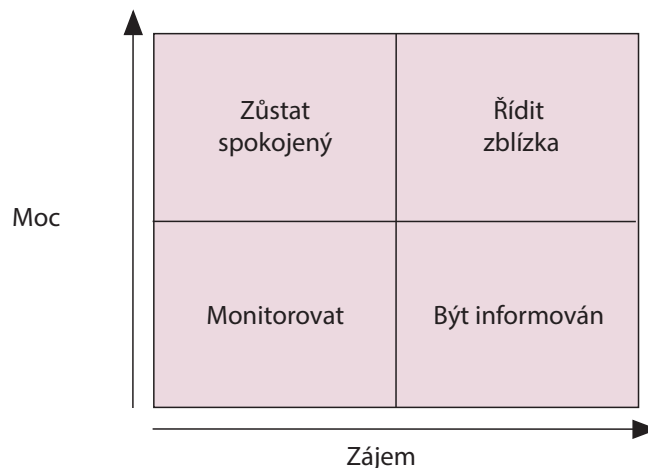 Zůstat
spokojený
Řídit
zblízka
Moc
Monitorovat
Být informován
Zájem